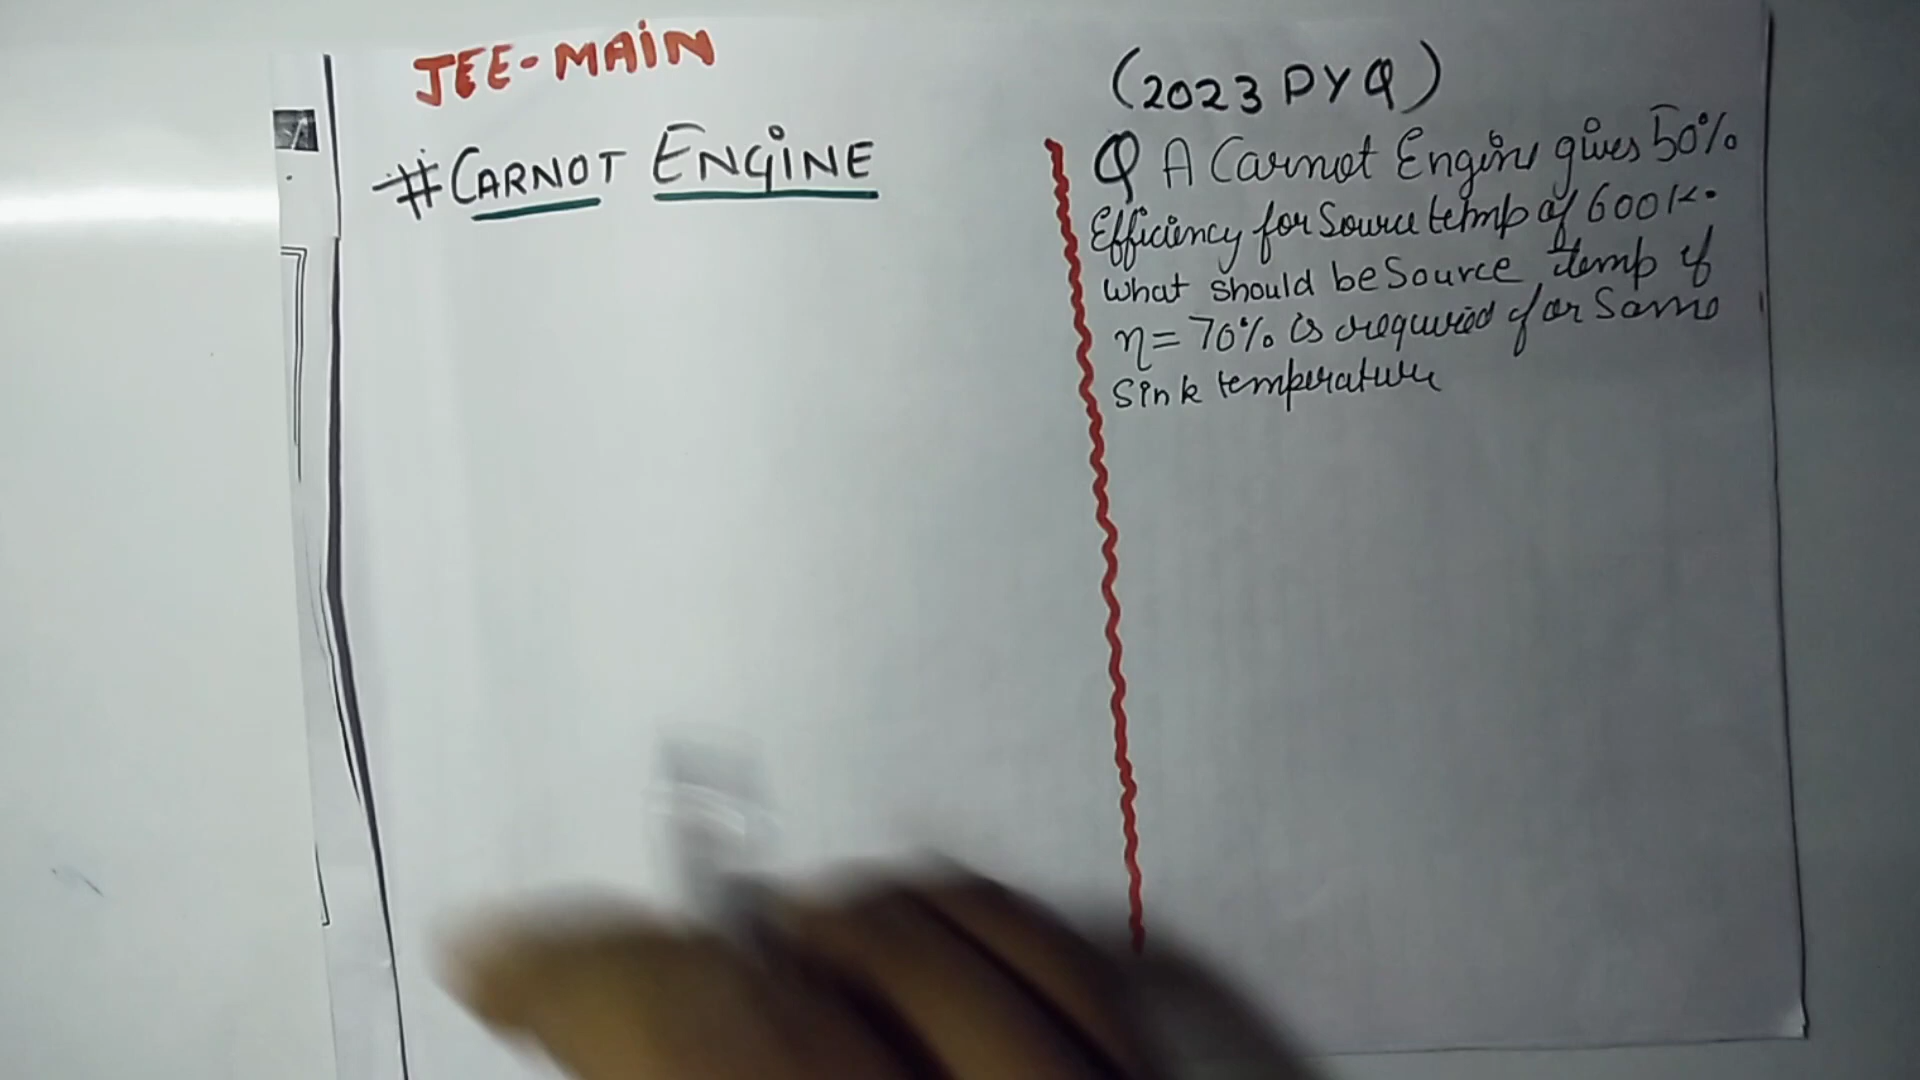 JEE-MAIN
#CARNOT ENGINE
(2023 PYQ)
Q A Carnot Engine gives 50%
Efficiency for Source temp of 600K.
what should be Source temp if
η = 70% is required for Same
Sink temperature